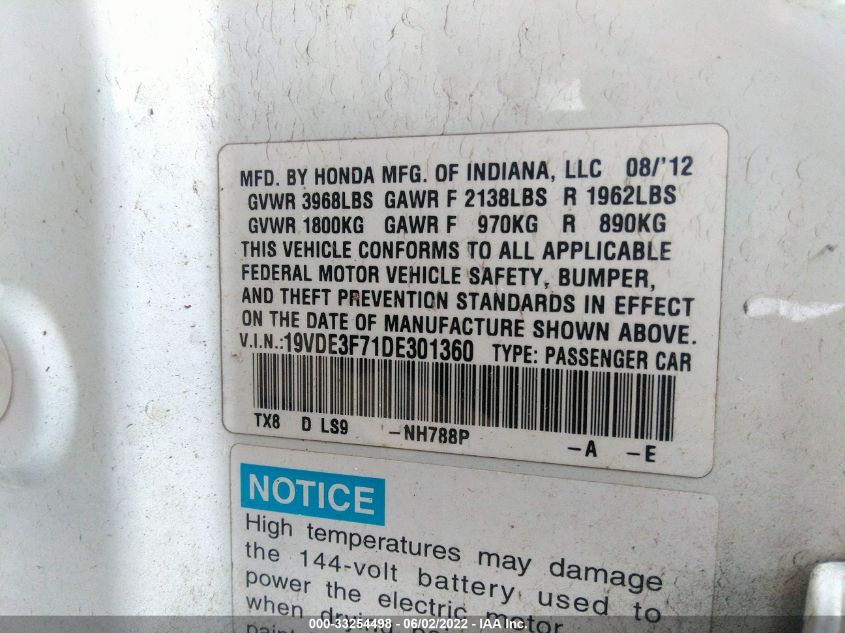 MFD. BY HONDA MFG. OF INDIANA, LLC 08/'12
GVWR 3968LBS GAWR F 2138LBS R 1962LBS
GVWR 1800KG GAWR F 970KG R 890KG
THIS VEHICLE CONFORMS TO ALL APPLICABLE
FEDERAL MOTOR VEHICLE SAFETY, BUMPER,
AND THEFT PREVENTION STANDARDS IN EFFECT
ON THE DATE OF MANUFACTURE SHOWN ABOVE.
V.I.N.:19VDE3F71DE301360 TYPE: PASSENGER CAR
TX8 D LS9 -NH788P -A -E
NOTICE
High temperatures may damage
the 144-volt battery used to
power the electric motor
when drying
000-33254498 - 06/02/2022 - IAA Inc.